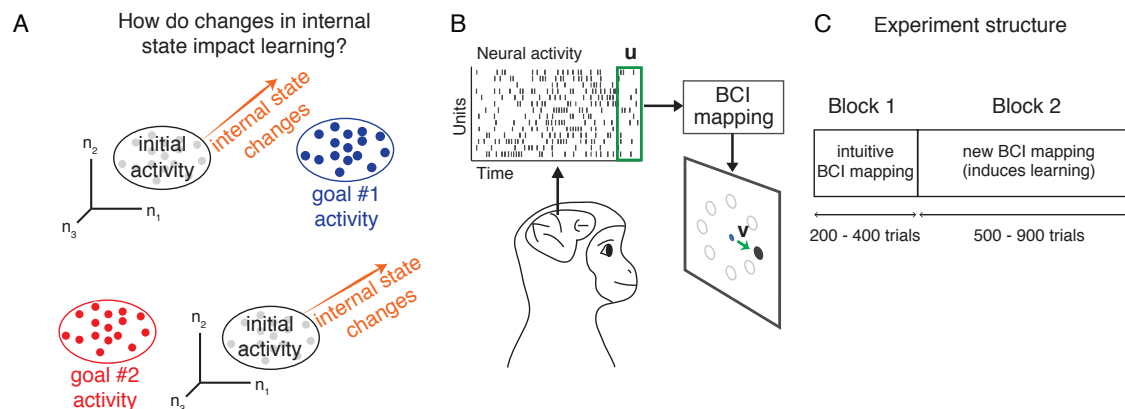 A
How do changes in internal
state impact learning?
internal state
changes
initial
activity
n2
n1
n3
goal #1
activity
internal state
changes
initial
activity
n2
n1
n3
goal #2
activity
B
Neural activity
u
Units
Time
BCI
mapping
v
C
Experiment structure
Block 1
Block 2
intuitive
BCI mapping
new BCI mapping
(induces learning)
200 - 400 trials
500 - 900 trials